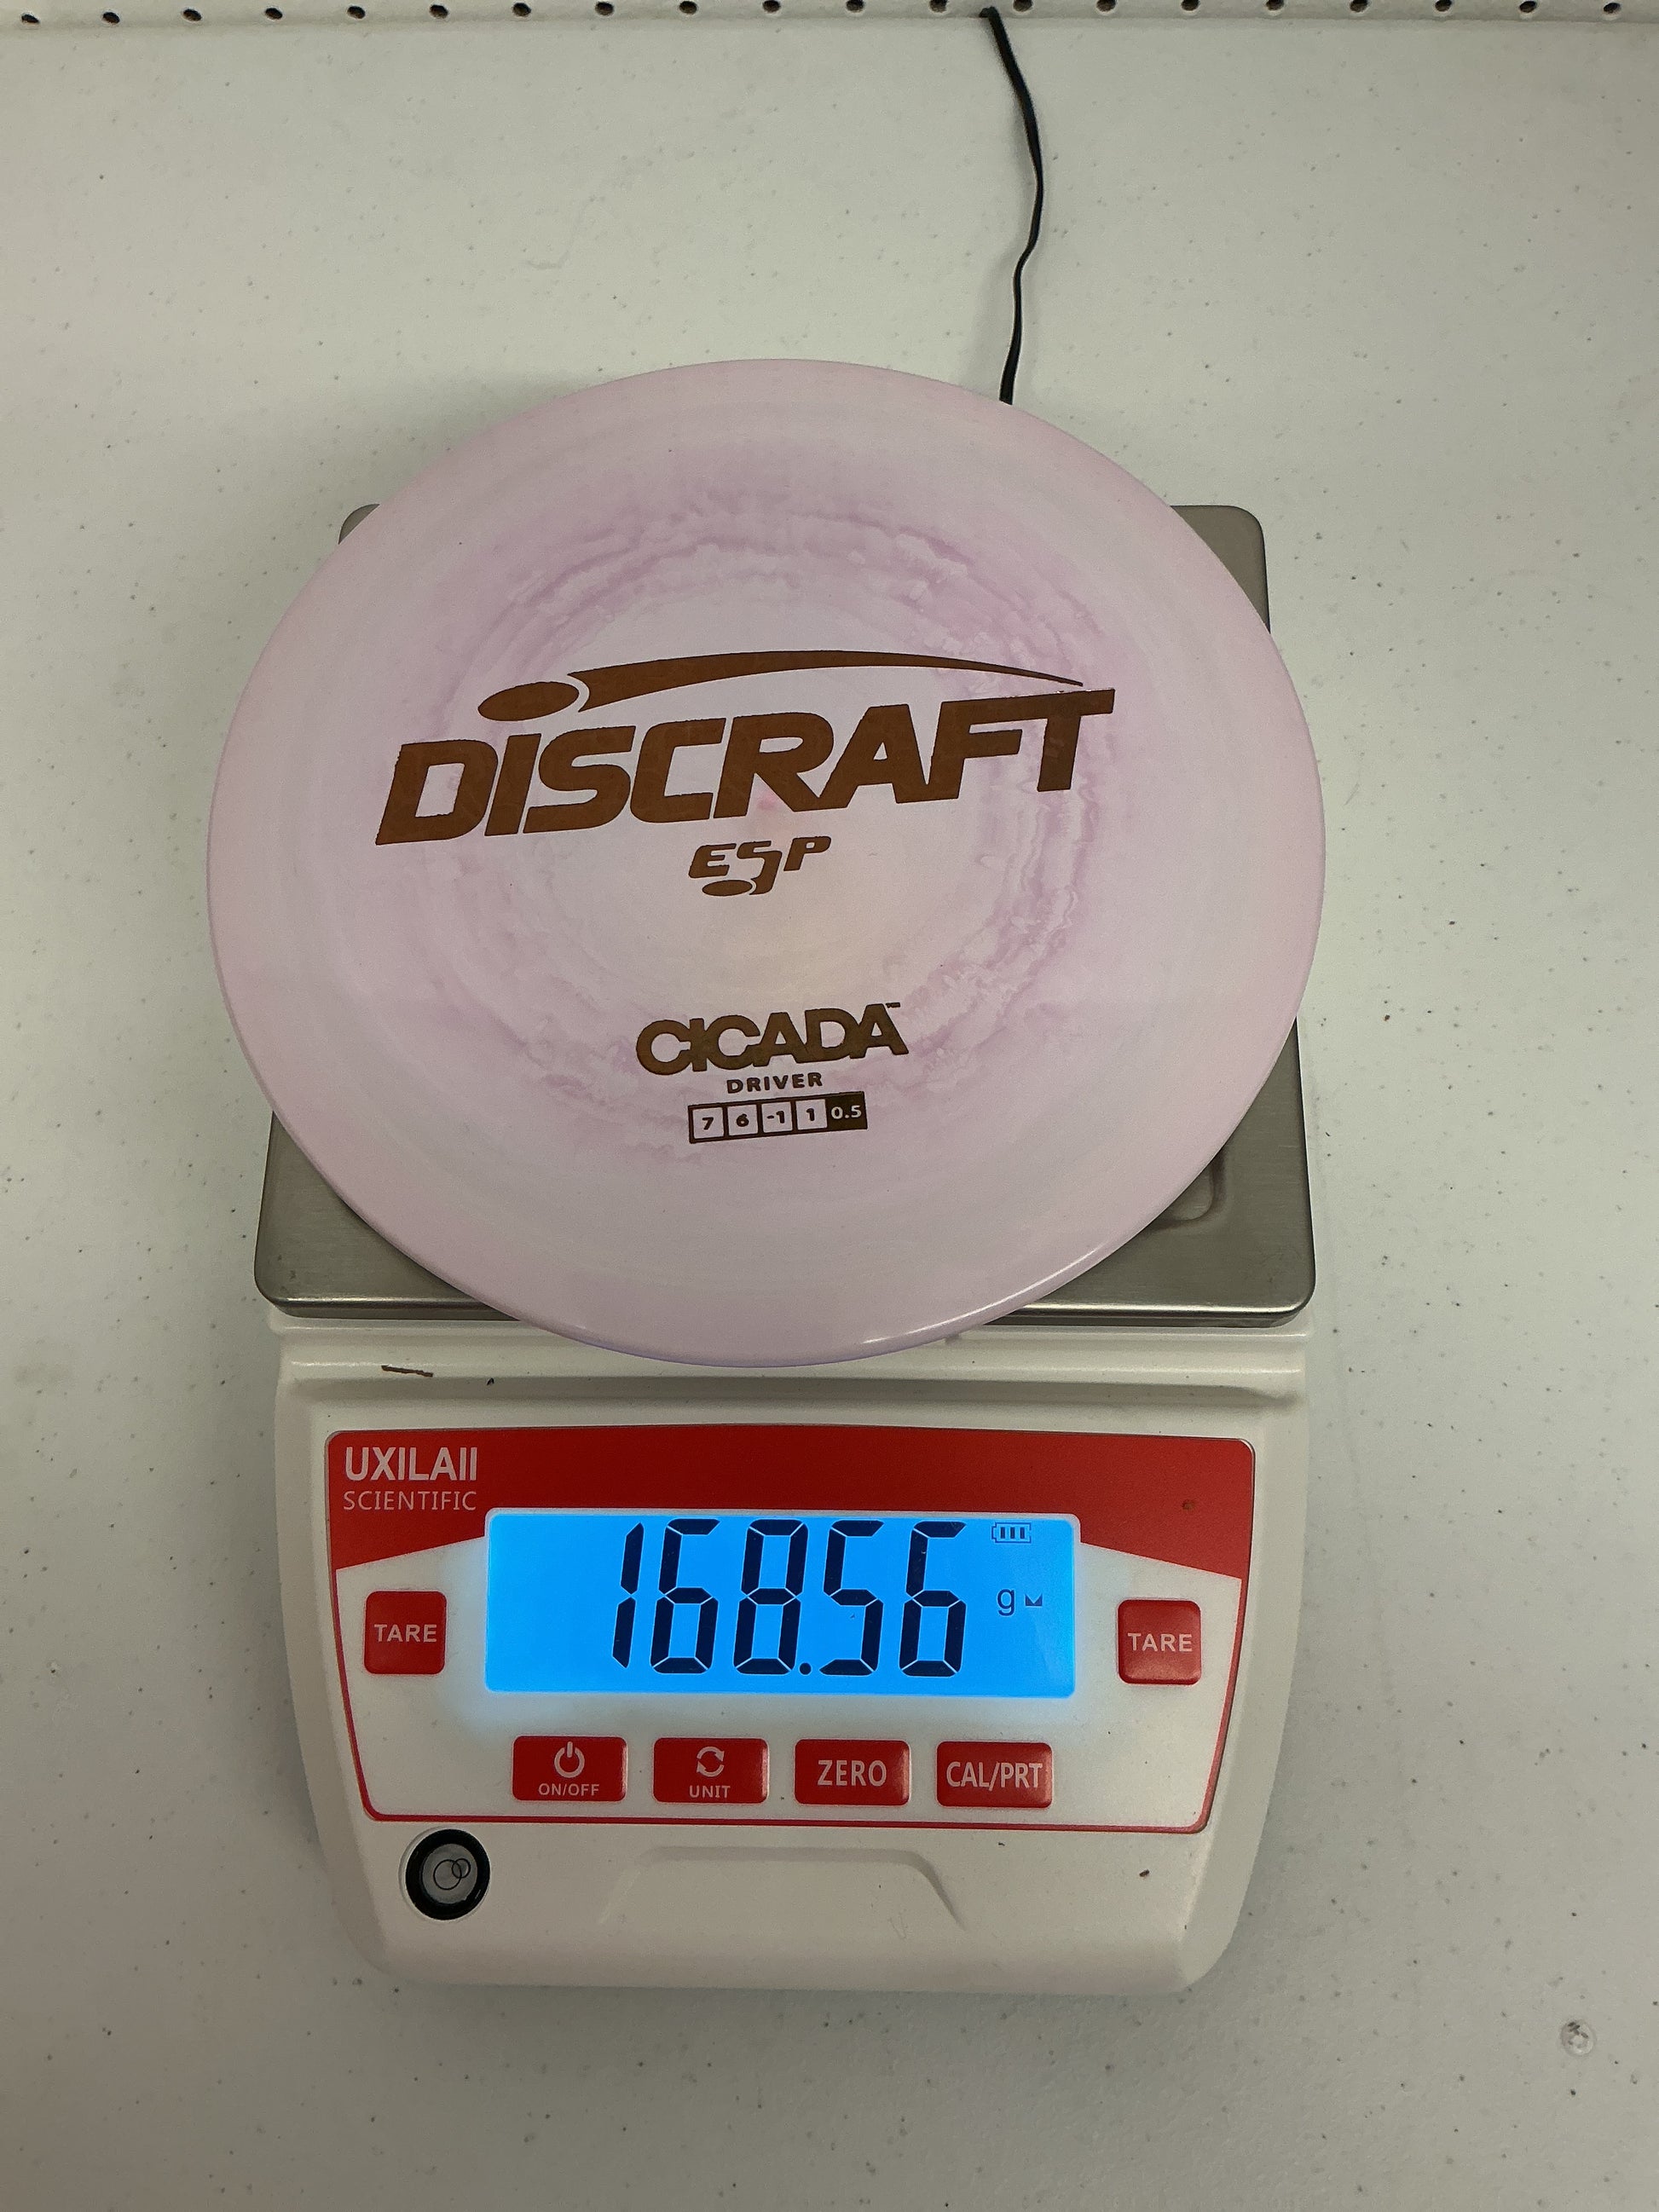 DISCRAFT
ESP
CICADA™
DRIVER
7 6 -1 1 0.5
UXILAII
SCIENTIFIC
168.56 g
TARE
TARE
ON/OFF
UNIT
ZERO
CAL/PRT